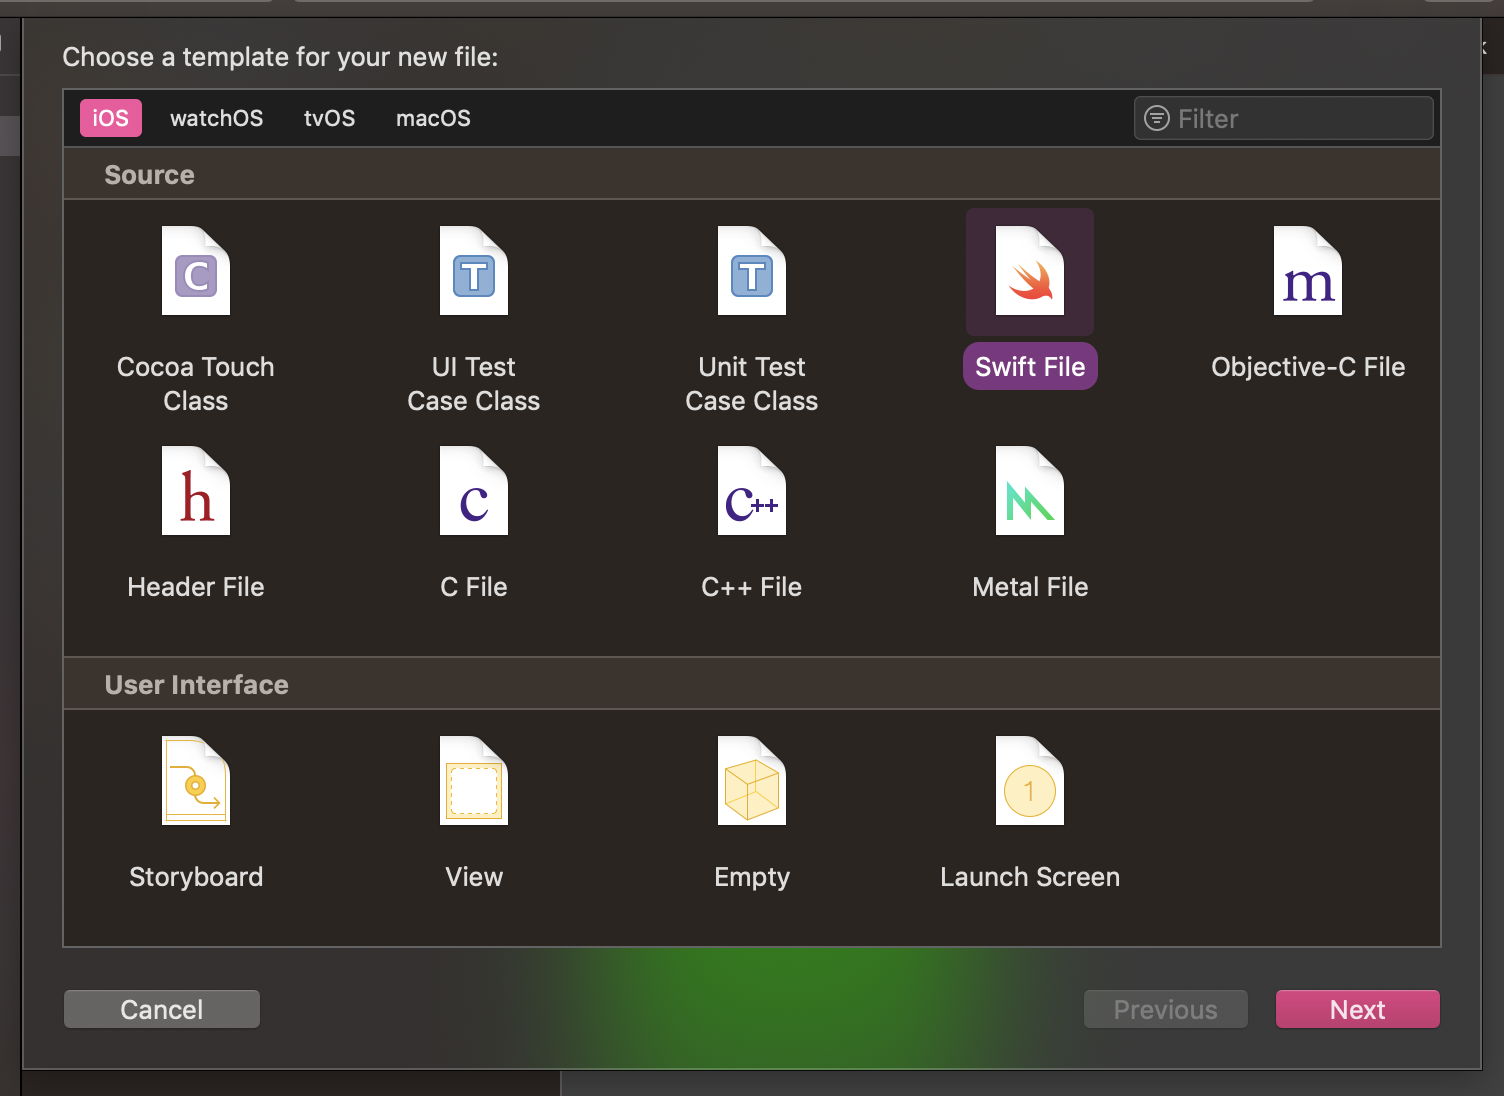 Choose a template for your new file:
iOS watchOS tvOS macOS Filter
Source
C T T m
Cocoa Touch
Class
UI Test
Case Class
Unit Test
Case Class
Swift File
Objective-C File
h c c++
Header File
C File
C++ File
Metal File
User Interface
1
Storyboard
View
Empty
Launch Screen
Cancel Previous Next